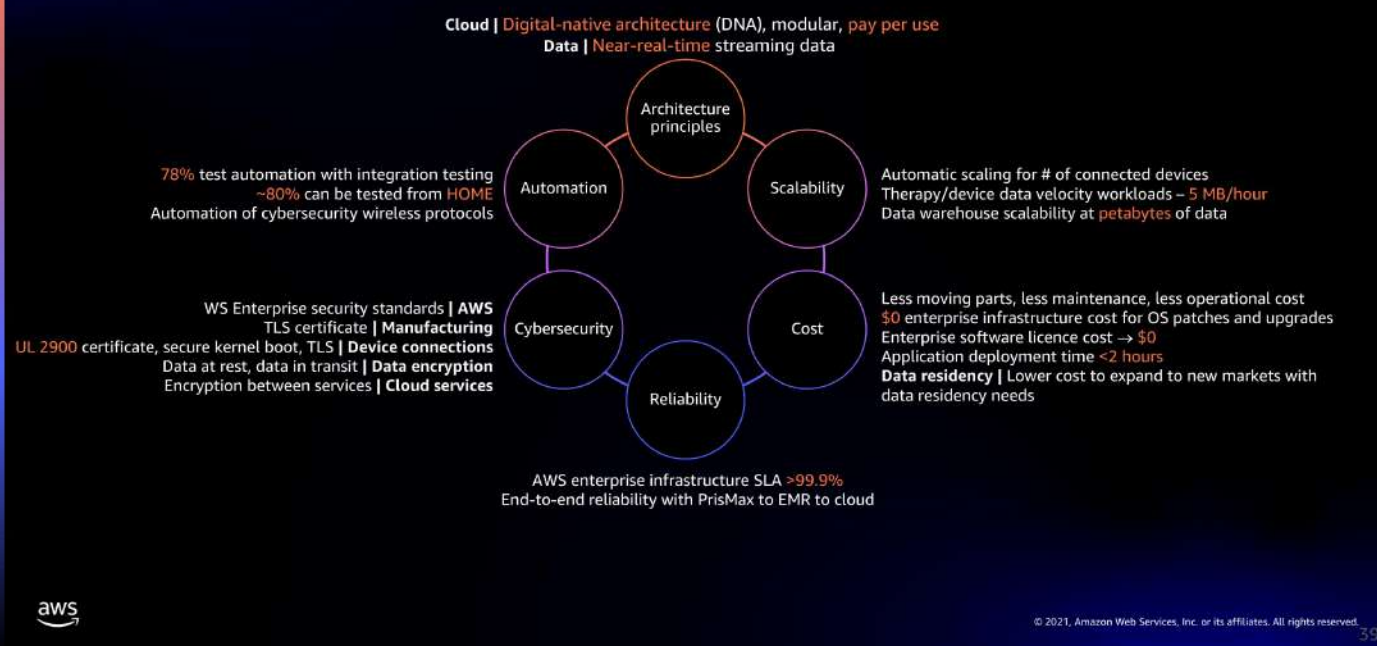 Cloud | Digital-native architecture (DNA), modular, pay per use
Data | Near-real-time streaming data
Architecture
principles
Automation
78% test automation with integration testing
~80% can be tested from HOME
Automation of cybersecurity wireless protocols
Scalability
Automatic scaling for # of connected devices
Therapy/device data velocity workloads – 5 MB/hour
Data warehouse scalability at petabytes of data
Cybersecurity
WS Enterprise security standards | AWS
TLS certificate | Manufacturing
UL 2900 certificate, secure kernel boot, TLS | Device connections
Data at rest, data in transit | Data encryption
Encryption between services | Cloud services
Cost
Less moving parts, less maintenance, less operational cost
$0 enterprise infrastructure cost for OS patches and upgrades
Enterprise software licence cost → $0
Application deployment time <2 hours
Data residency | Lower cost to expand to new markets with
data residency needs
Reliability
AWS enterprise infrastructure SLA >99.9%
End-to-end reliability with PrisMax to EMR to cloud
aws
© 2021, Amazon Web Services, Inc. or its affiliates. All rights reserved.
39